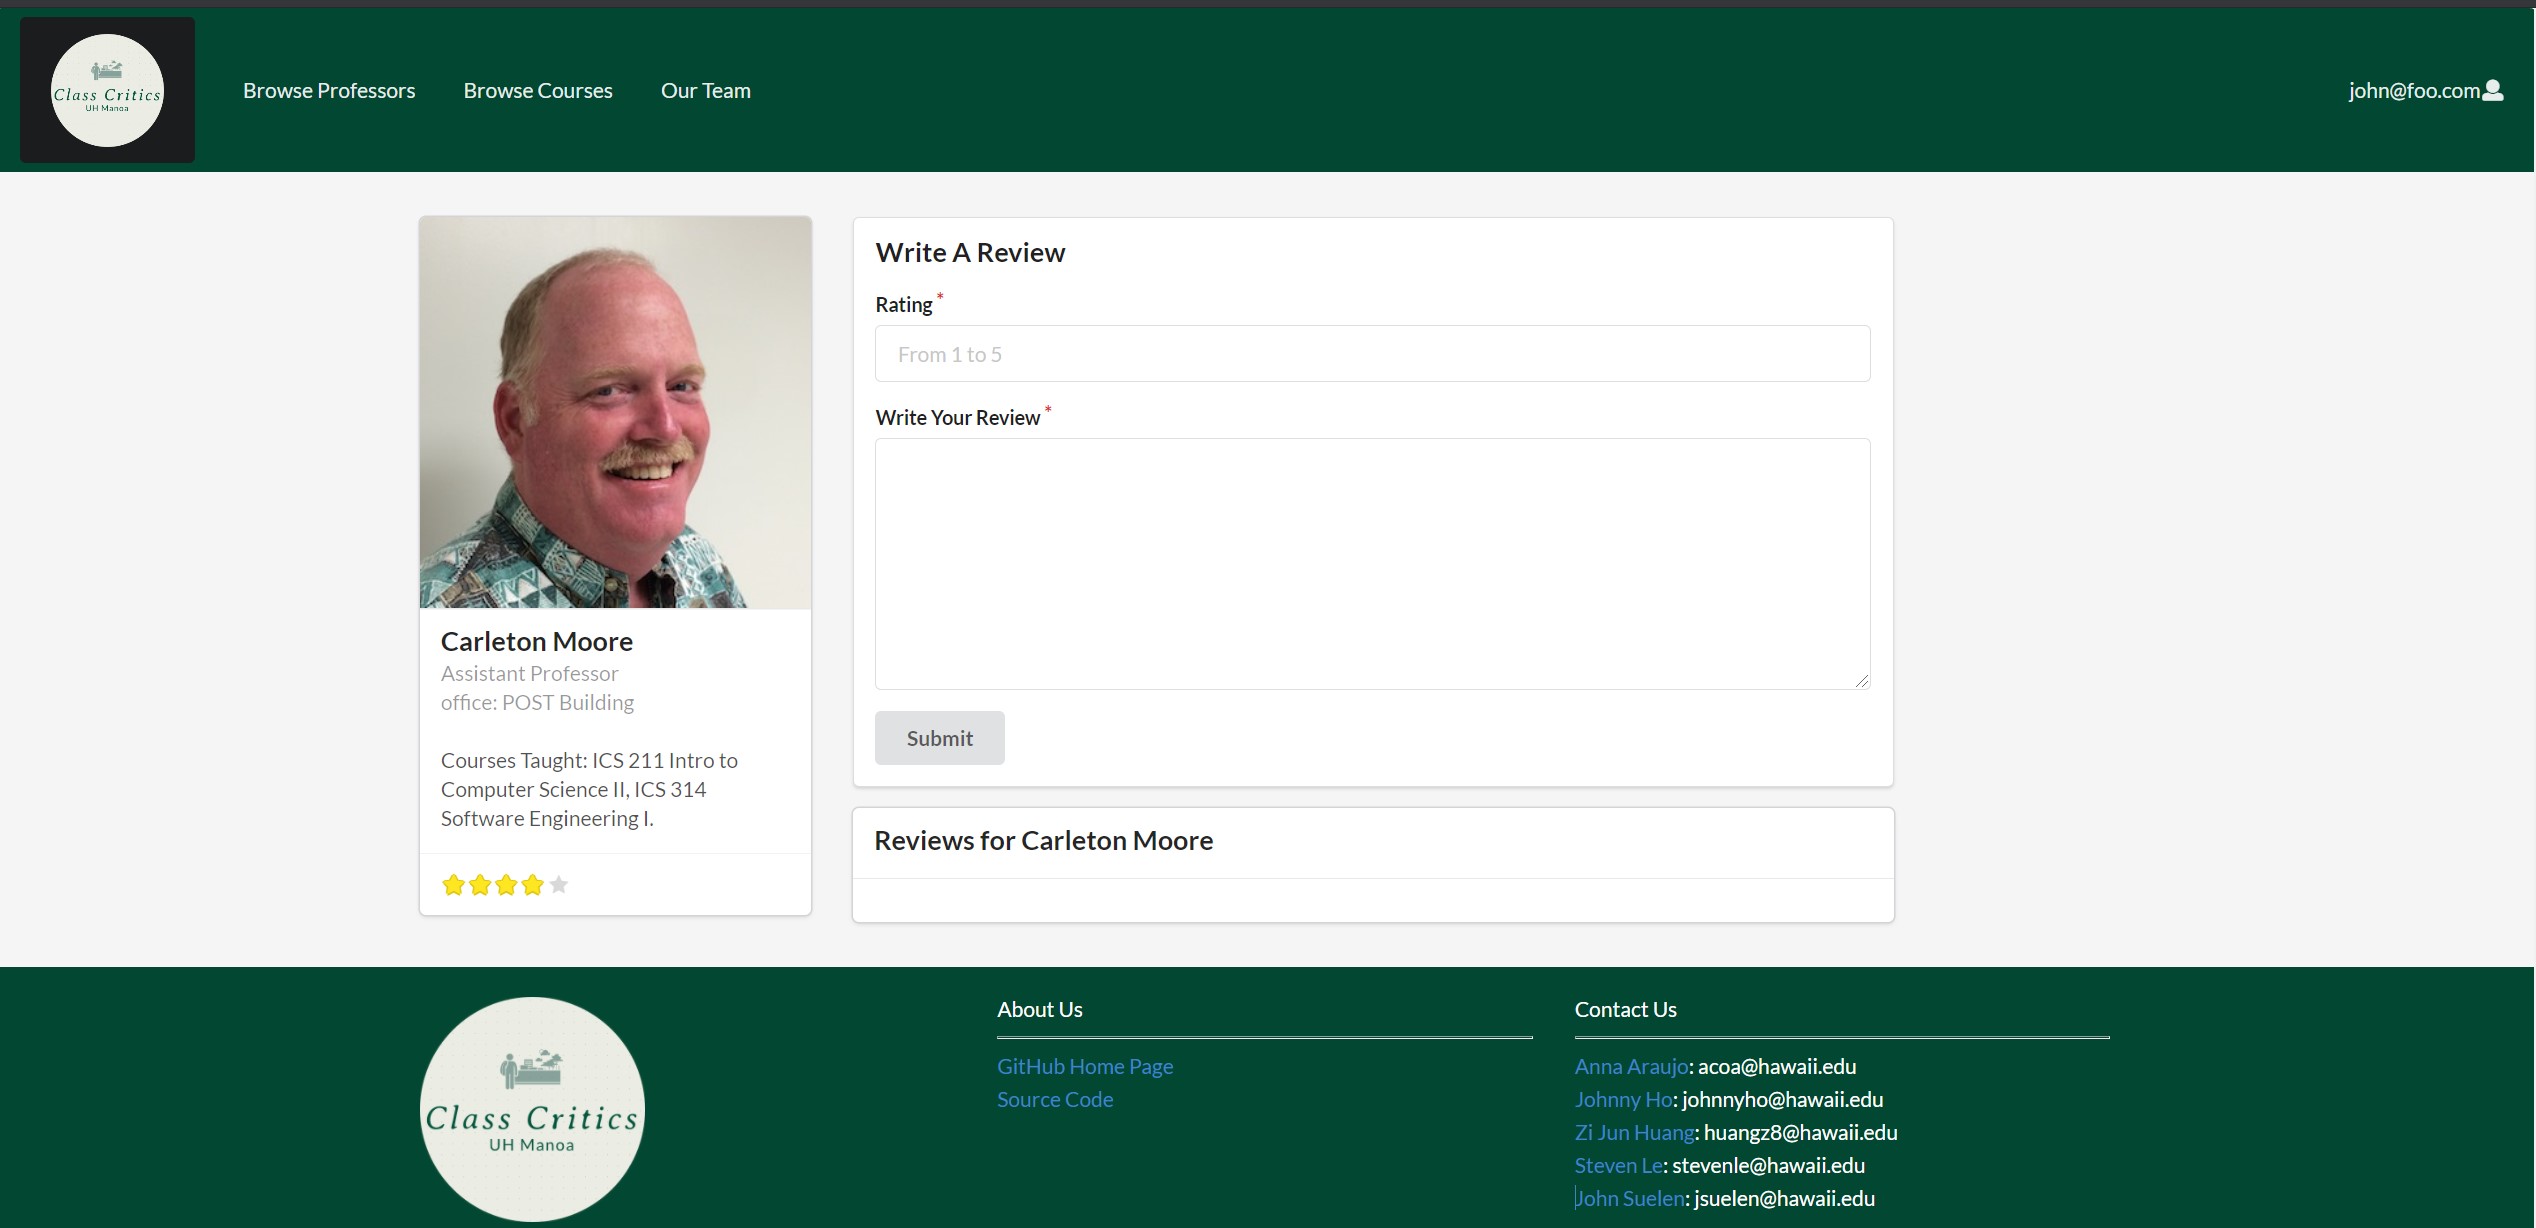 Class Critics
UH Manoa
Browse Professors
Browse Courses
Our Team
john@foo.com
Carleton Moore
Assistant Professor
office: POST Building
Courses Taught: ICS 211 Intro to
Computer Science II, ICS 314
Software Engineering I.
Write A Review
Rating *
From 1 to 5
Write Your Review *
Submit
Reviews for Carleton Moore
Class Critics
UH Manoa
About Us
GitHub Home Page
Source Code
Contact Us
Anna Araujo: acoa@hawaii.edu
Johnny Ho: johnnyho@hawaii.edu
Zi Jun Huang: huangz8@hawaii.edu
Steven Le: stevenle@hawaii.edu
John Suelen: jsuelen@hawaii.edu